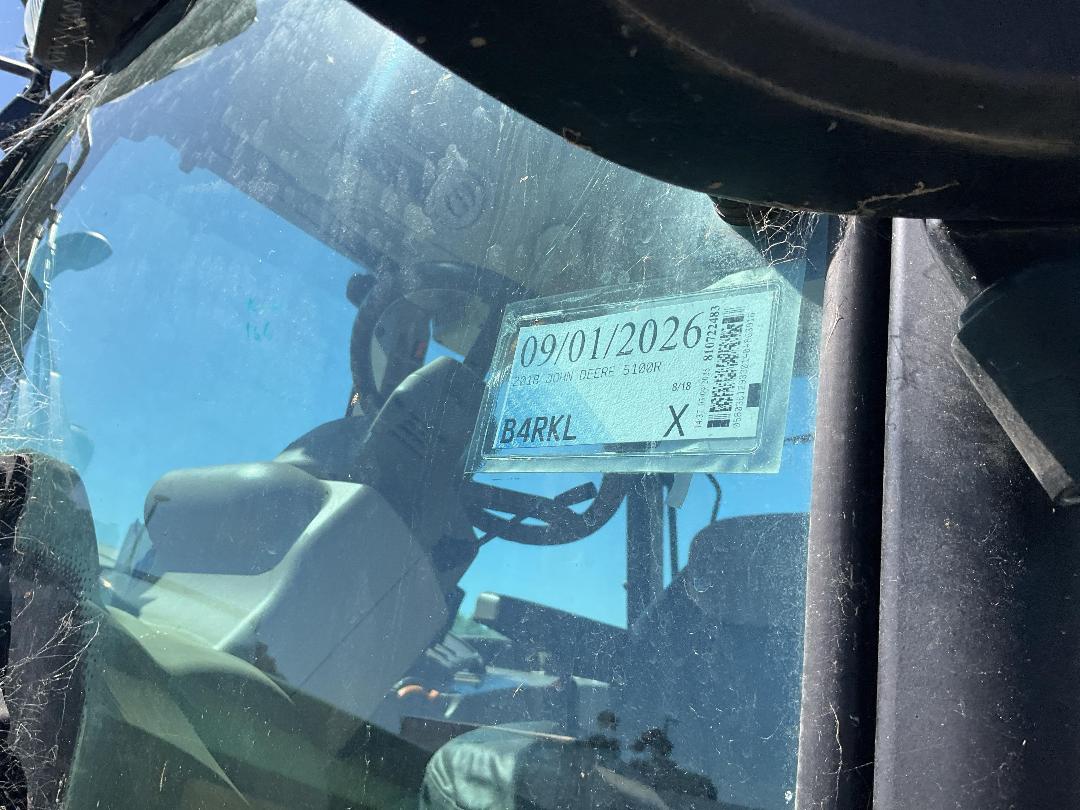 09/01/2026
2018 JOHN DEERE 5100R
8/18
B4RKL
X
810722483